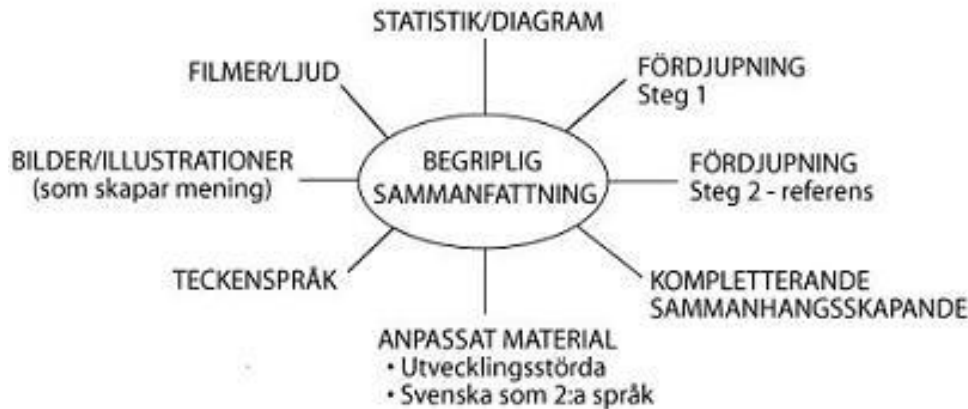 STATISTIK/DIAGRAM
FILMER/LJUD
FÖRDJUPNING
Steg 1
BILDER/ILLUSTRATIONER
(som skapar mening)
BEGRIPLIG
SAMMANFATTNING
FÖRDJUPNING
Steg 2 - referens
TECKENSPRÅK
KOMPLETTERANDE
SAMMANHANGSSKAPANDE
ANPASSAT MATERIAL
• Utvecklingsstörda
• Svenska som 2:a språk